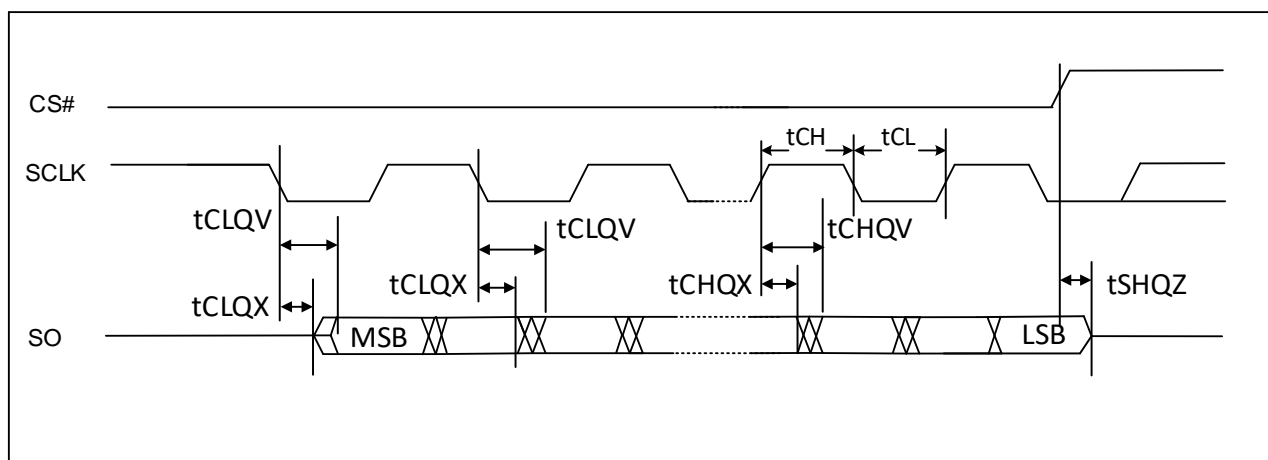 CS#
tCH
tCL
SCLK
tCLQV
tCLQV
tCHQV
tCLQX
tCLQX
tCHQX
tSHQZ
SO
MSB
LSB